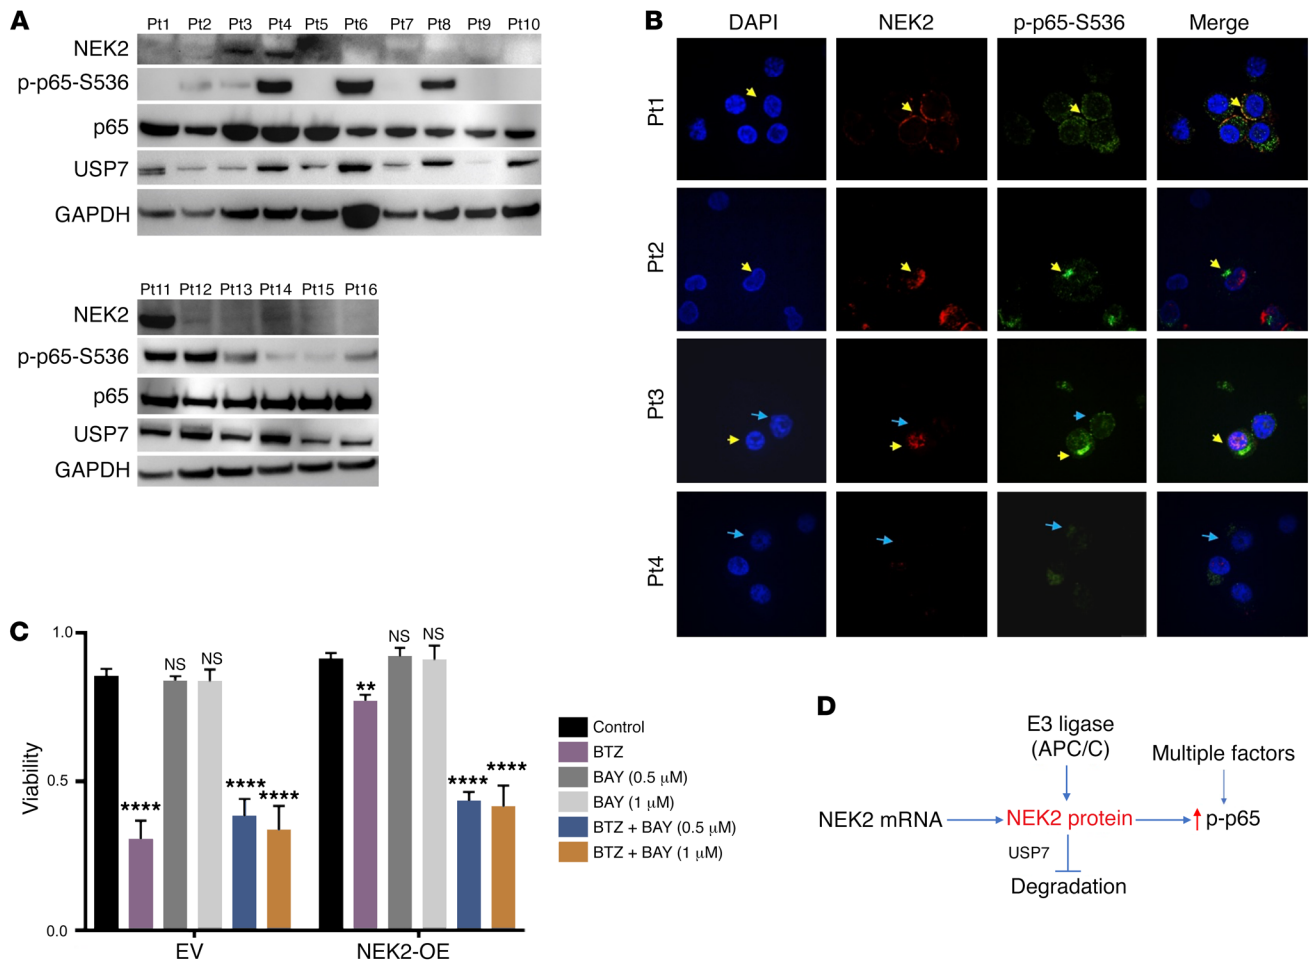 A
Pt1 Pt2 Pt3 Pt4 Pt5 Pt6 Pt7 Pt8 Pt9 Pt10
NEK2
p-p65-S536
p65
USP7
GAPDH
Pt11 Pt12 Pt13 Pt14 Pt15 Pt16
NEK2
p-p65-S536
p65
USP7
GAPDH
B
DAPI NEK2 p-p65-S536 Merge
Pt1
Pt2
Pt3
Pt4
C
Viability
1.0
0.5
0.0
**** NS NS **** ****
** NS NS **** ****
EV NEK2-OE
Control
BTZ
BAY (0.5 μM)
BAY (1 μM)
BTZ + BAY (0.5 μM)
BTZ + BAY (1 μM)
D
E3 ligase
(APC/C)
Multiple factors
NEK2 mRNA NEK2 protein p-p65
USP7
Degradation